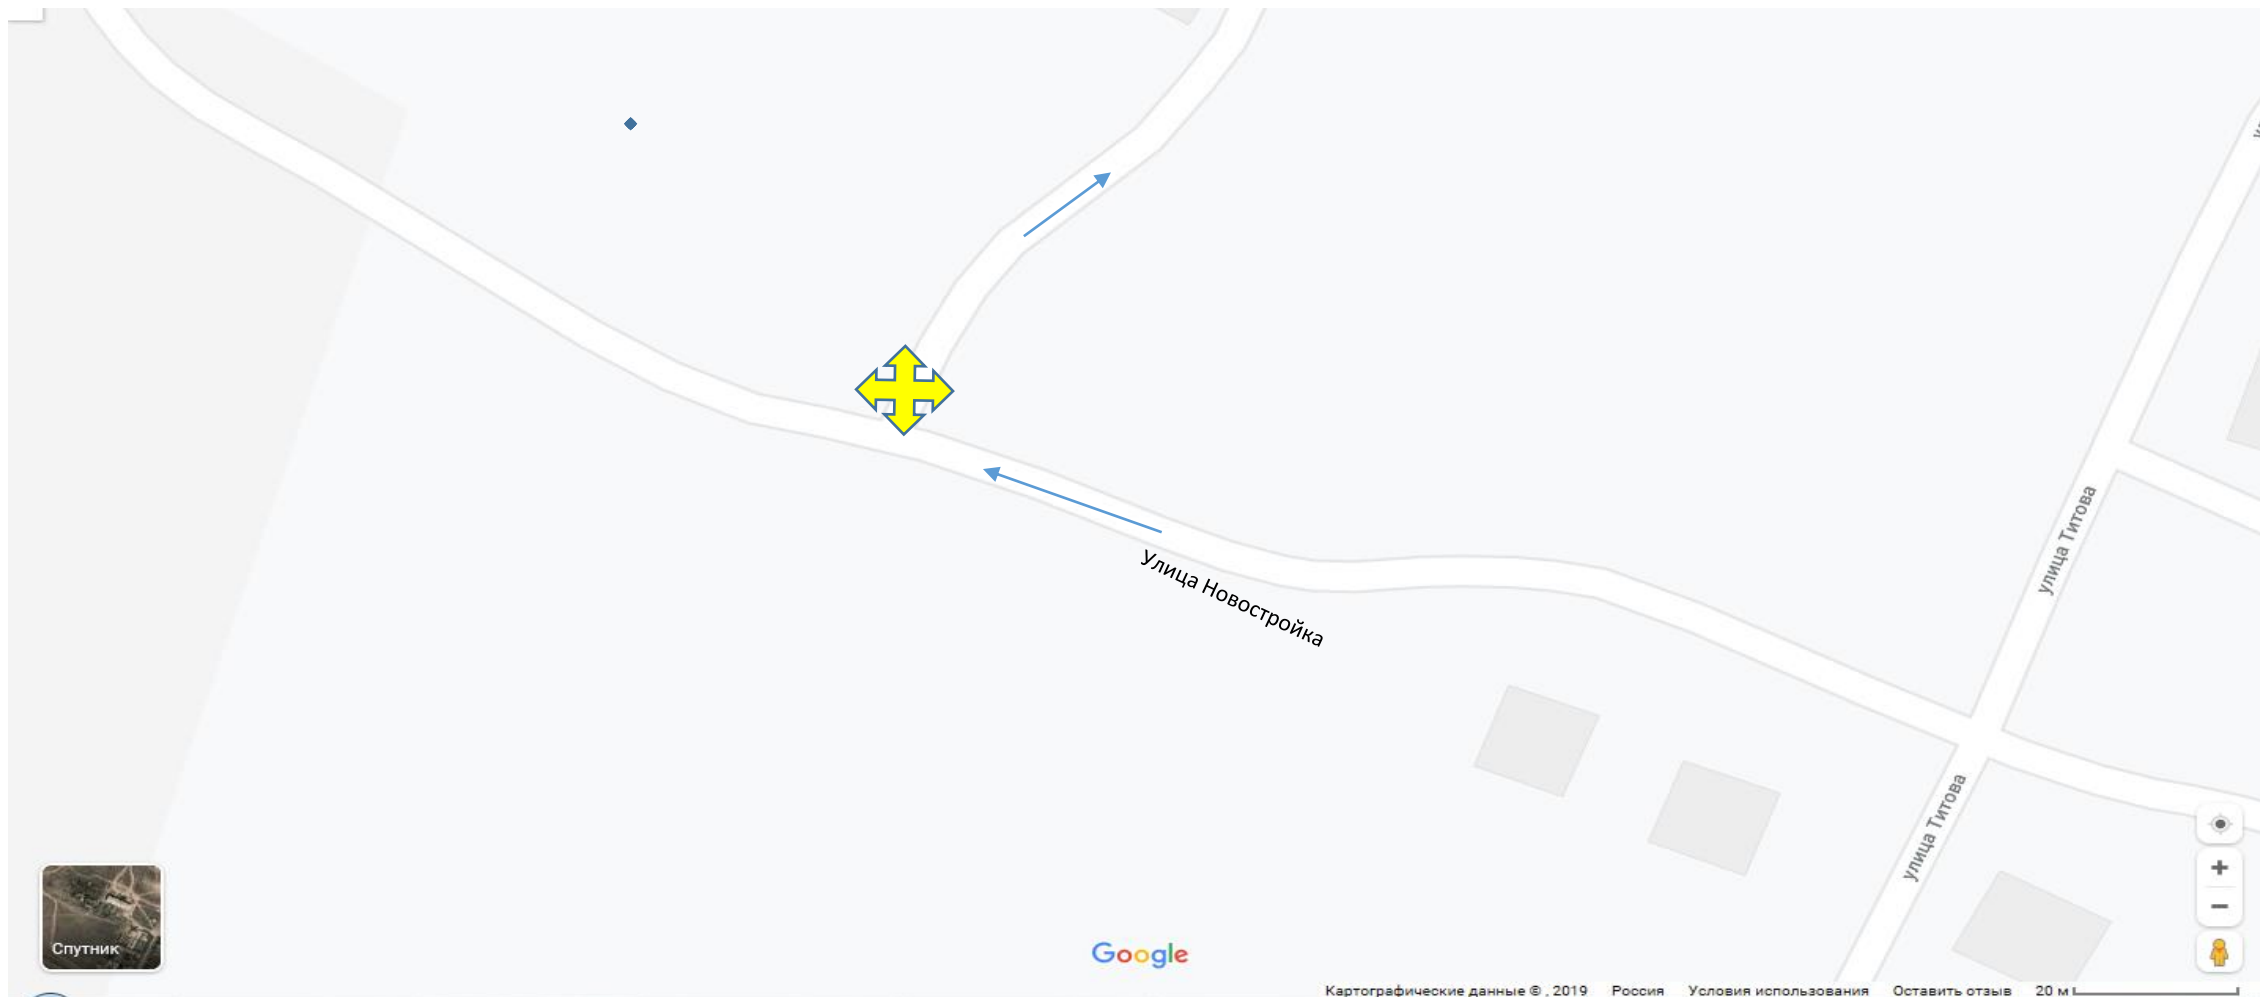 улица Титова
Улица Новостройка
улица Титова
Спутник
Google
Картографические данные © , 2019 Россия Условия использования Оставить отзыв 20 м